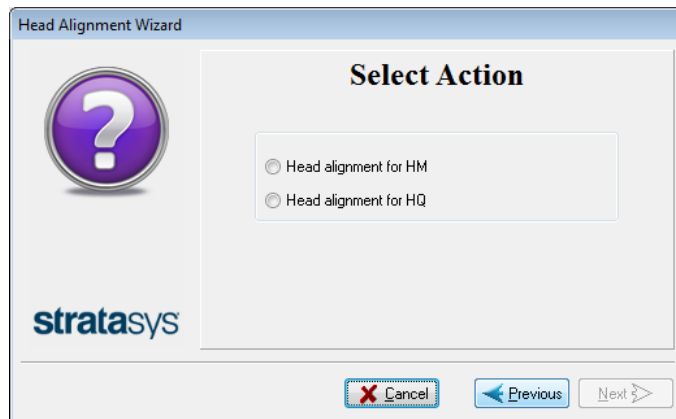 Head Alignment Wizard
Select Action
Head alignment for HM
Head alignment for HQ
stratasys
Cancel
Previous
Next